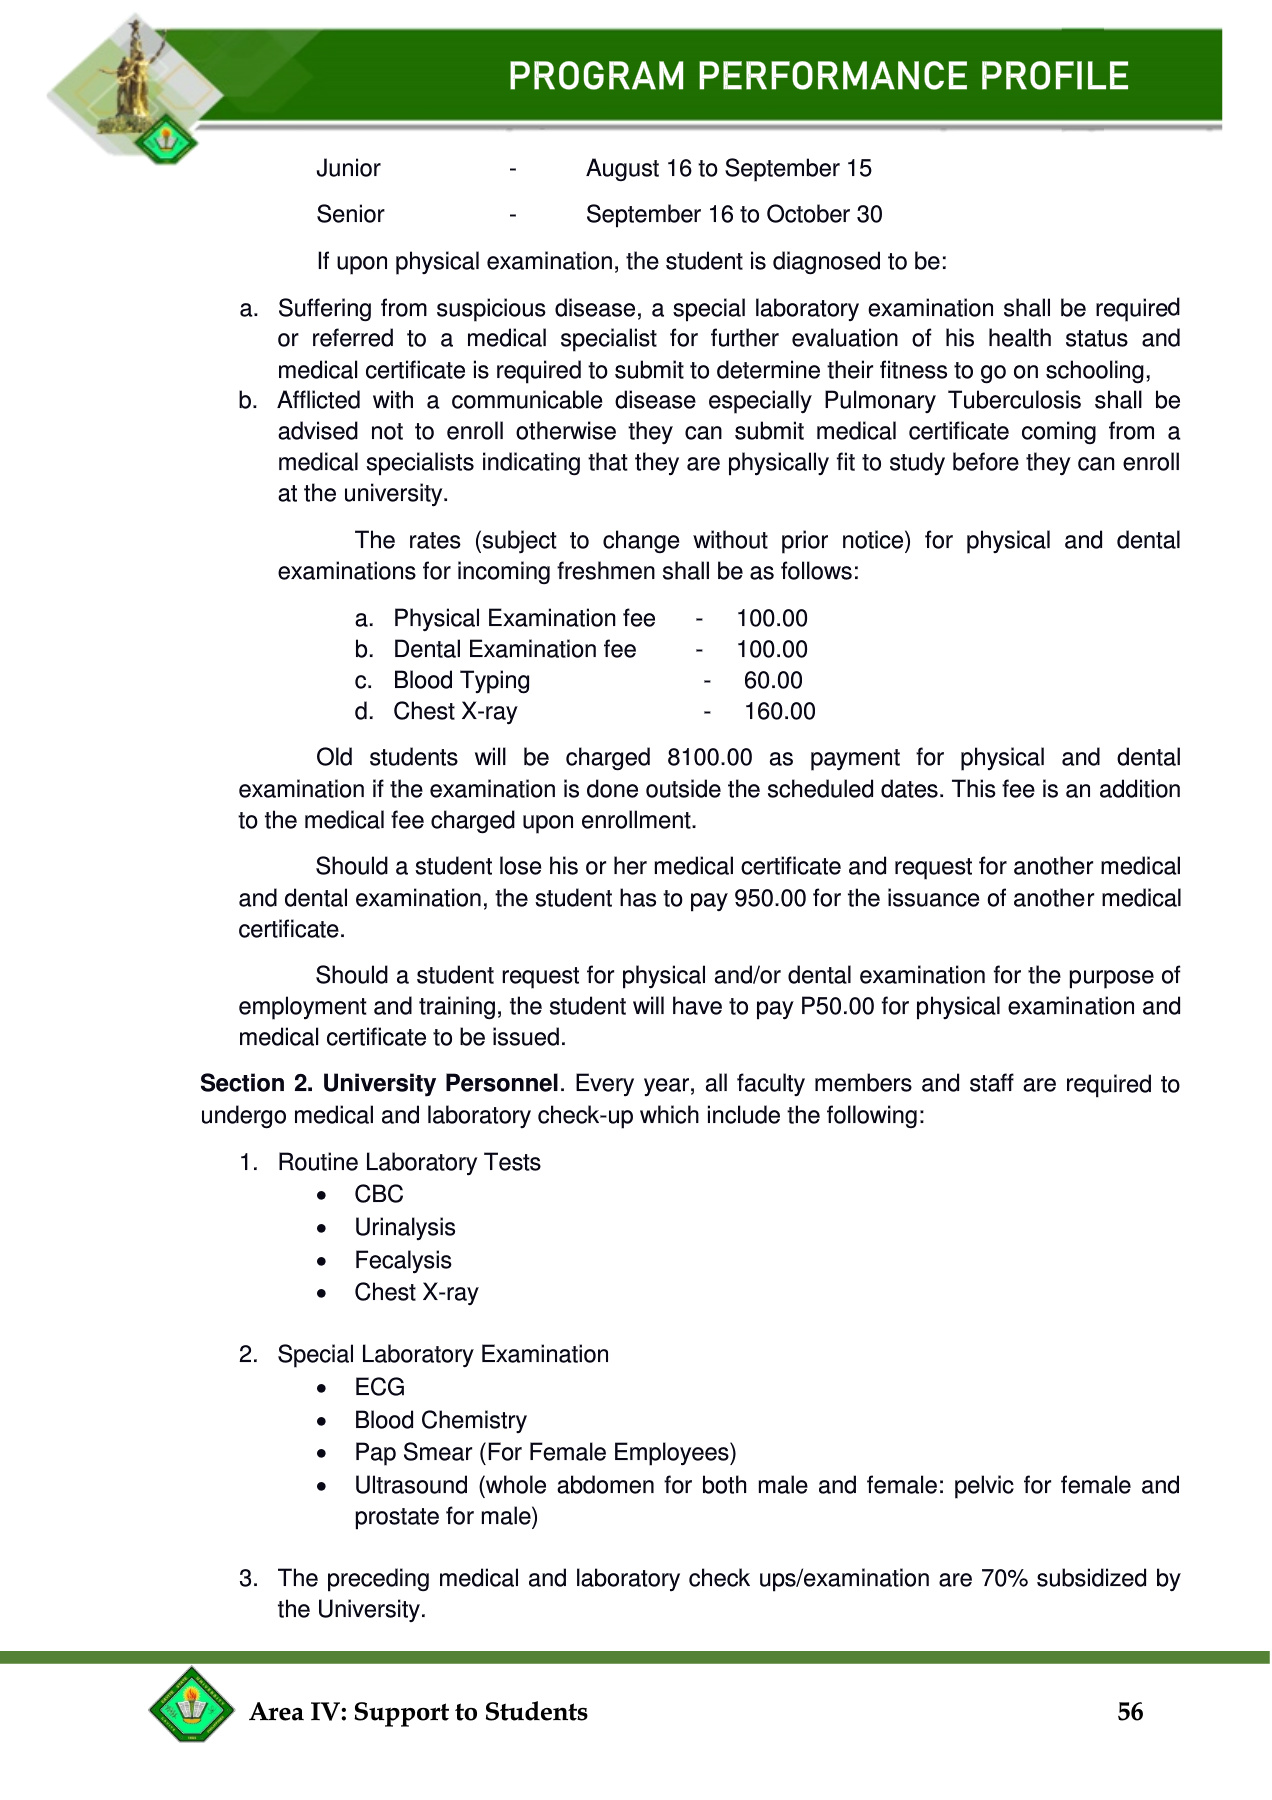 PROGRAM PERFORMANCE PROFILE
Junior - August 16 to September 15
Senior - September 16 to October 30
If upon physical examination, the student is diagnosed to be:
a. Suffering from suspicious disease, a special laboratory examination shall be required
or referred to a medical specialist for further evaluation of his health status and
medical certificate is required to submit to determine their fitness to go on schooling,
b. Afflicted with a communicable disease especially Pulmonary Tuberculosis shall be
advised not to enroll otherwise they can submit medical certificate coming from a
medical specialists indicating that they are physically fit to study before they can enroll
at the university.
The rates (subject to change without prior notice) for physical and dental
examinations for incoming freshmen shall be as follows:
a. Physical Examination fee - 100.00
b. Dental Examination fee - 100.00
c. Blood Typing - 60.00
d. Chest X-ray - 160.00
Old students will be charged 8100.00 as payment for physical and dental
examination if the examination is done outside the scheduled dates. This fee is an addition
to the medical fee charged upon enrollment.
Should a student lose his or her medical certificate and request for another medical
and dental examination, the student has to pay 950.00 for the issuance of another medical
certificate.
Should a student request for physical and/or dental examination for the purpose of
employment and training, the student will have to pay P50.00 for physical examination and
medical certificate to be issued.
Section 2. University Personnel. Every year, all faculty members and staff are required to
undergo medical and laboratory check-up which include the following:
1. Routine Laboratory Tests
• CBC
• Urinalysis
• Fecalysis
• Chest X-ray
2. Special Laboratory Examination
• ECG
• Blood Chemistry
• Pap Smear (For Female Employees)
• Ultrasound (whole abdomen for both male and female: pelvic for female and
prostate for male)
3. The preceding medical and laboratory check ups/examination are 70% subsidized by
the University.
Area IV: Support to Students 56